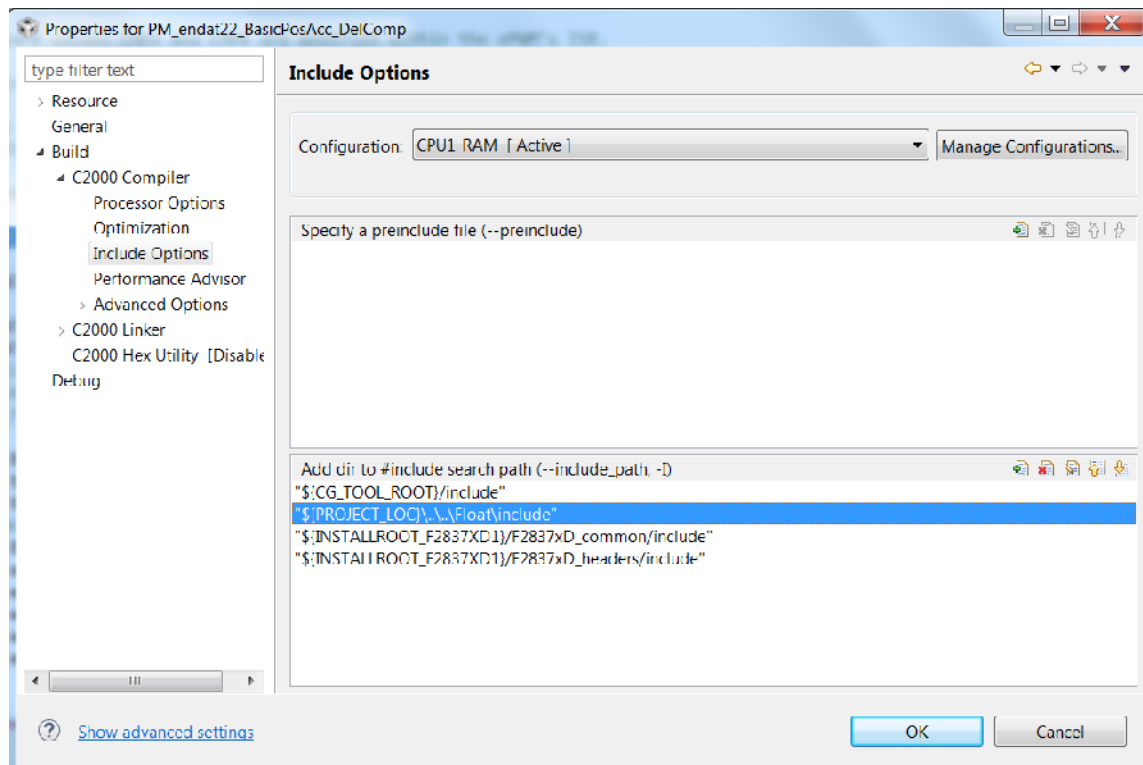 Properties for PM_endat22_BasicPosAcc_DelComp
type filter text
Resource
General
Build
C2000 Compiler
Processor Options
Optimization
Include Options
Performance Advisor
Advanced Options
C2000 Linker
C2000 Hex Utility [Disable
Debug
Include Options
Configuration: CPU1 RAM [ Active ]
Manage Configurations...
Specify a preinclude file (--preinclude)
Add dir to #include search path (--include_path, -I)
"${CG_TOOL_ROOT}/include"
"${PROJECT_LOC}\..\..\Float\include"
"${INSTALLROOT_F2837XD1}/F2837xD_common/include"
"${INSTALLROOT_F2837XD1}/F2837xD_headers/include"
Show advanced settings
OK
Cancel